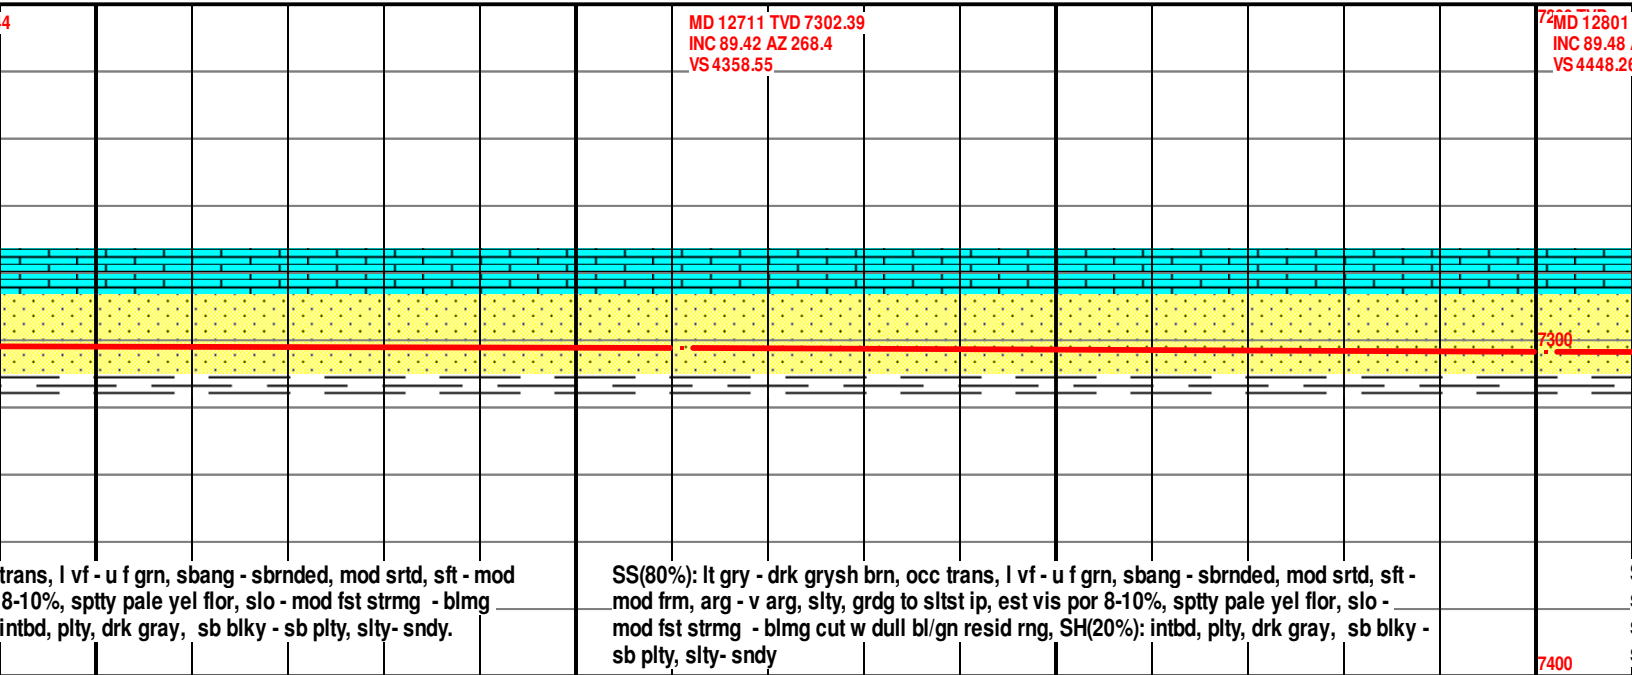 4
MD 12711 TVD 7302.39
INC 89.42 AZ 268.4
VS 4358.55
MD 12801
INC 89.48
VS 4448.26
7300
trans, l vf - u f grn, sbang - sbrnded, mod srtd, sft - mod
8-10%, sptty pale yel flor, slo - mod fst strmg - blmg
intbd, plty, drk gray, sb blky - sb plty, slty- sndy.
SS(80%): lt gry - drk grysh brn, occ trans, l vf - u f grn, sbang - sbrnded, mod srtd, sft -
mod frm, arg - v arg, slty, grdg to sltst ip, est vis por 8-10%, sptty pale yel flor, slo -
mod fst strmg - blmg cut w dull bl/gn resid rng, SH(20%): intbd, plty, drk gray, sb blky -
sb plty, slty- sndy
7400